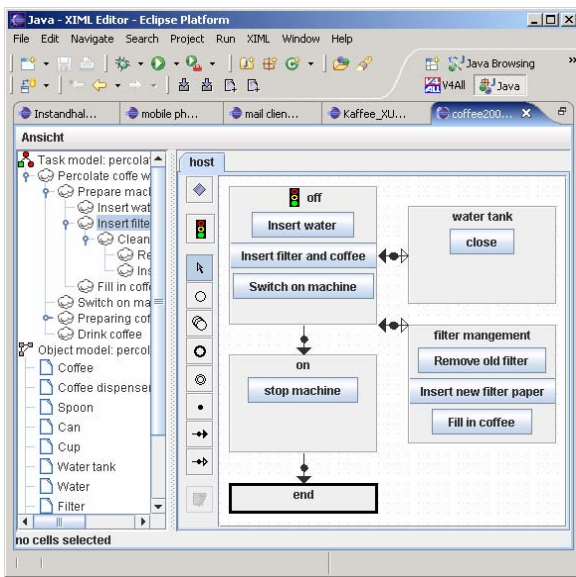 Java - XIML Editor - Eclipse Platform
File Edit Navigate Search Project Run XIML Window Help
Java Browsing
V4All Java
Instandhal... mobile ph... mail clien... Kaffee_XU... coffee200...
Ansicht
Task model: percolat
Percolate coffe w
Prepare mach
Insert wat
Insert filte
Clean
Re
Ins
Fill in coffe
Switch on ma
Preparing cof
Drink coffee
Object model: percol
Coffee
Coffee dispenser
Spoon
Can
Cup
Water tank
Water
Filter
host
off
Insert water
Insert filter and coffee
Switch on machine
water tank
close
filter mangement
Remove old filter
Insert new filter paper
Fill in coffee
on
stop machine
end
no cells selected